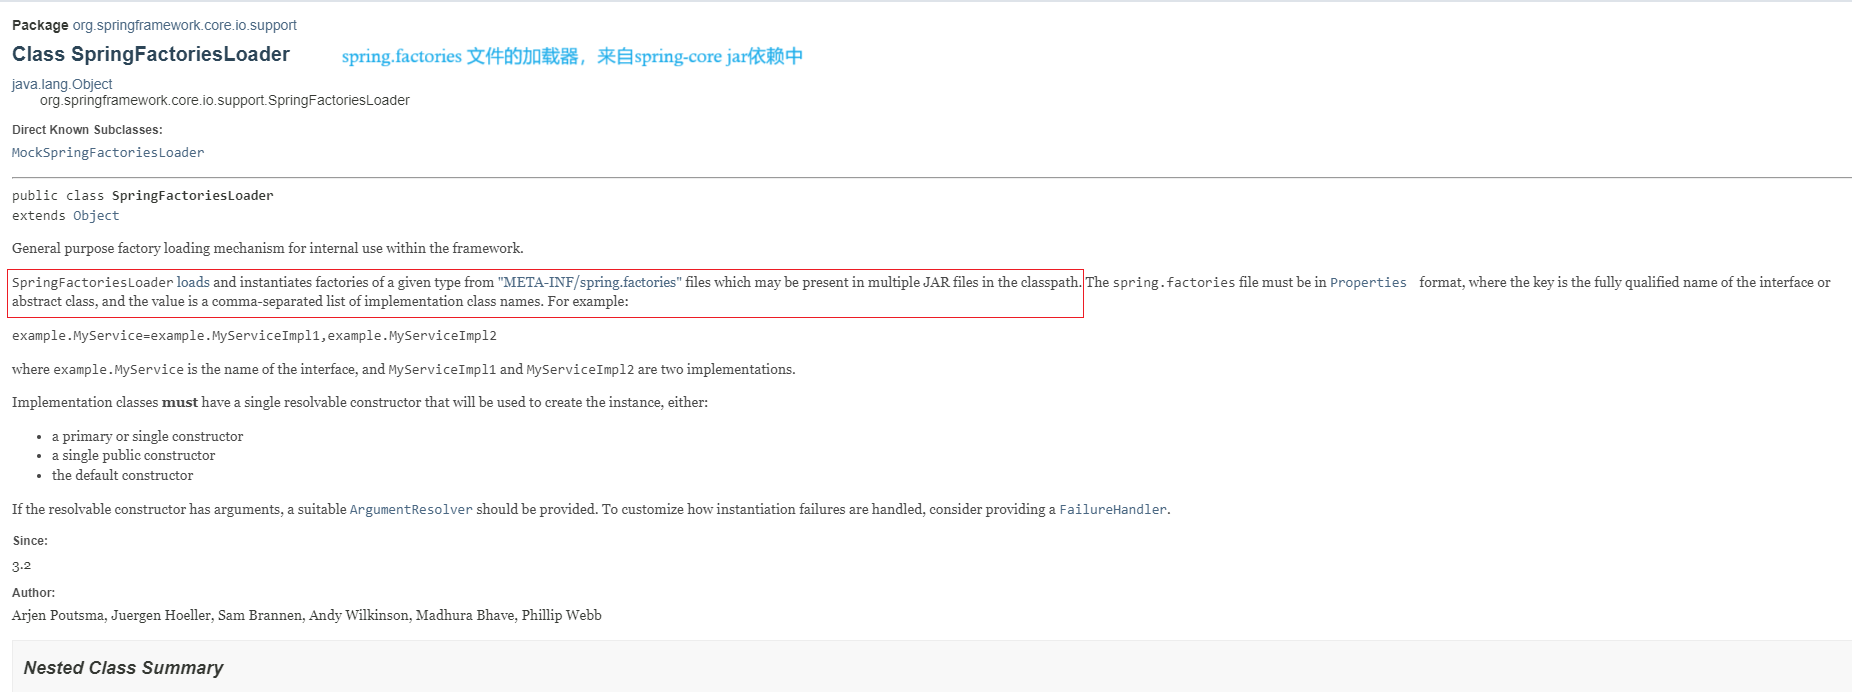 Package org.springframework.core.io.support
Class SpringFactoriesLoader
spring.factories 文件的加载器，来自spring-core jar依赖中
java.lang.Object
org.springframework.core.io.support.SpringFactoriesLoader
Direct Known Subclasses:
MockSpringFactoriesLoader
public class SpringFactoriesLoader
extends Object
General purpose factory loading mechanism for internal use within the framework.
SpringFactoriesLoader loads and instantiates factories of a given type from "META-INF/spring.factories" files which may be present in multiple JAR files in the classpath. The spring.factories file must be in Properties format, where the key is the fully qualified name of the interface or
abstract class, and the value is a comma-separated list of implementation class names. For example:
example.MyService=example.MyServiceImpl1,example.MyServiceImpl2
where example.MyService is the name of the interface, and MyServiceImpl1 and MyServiceImpl2 are two implementations.
Implementation classes must have a single resolvable constructor that will be used to create the instance, either:
• a primary or single constructor
• a single public constructor
• the default constructor
If the resolvable constructor has arguments, a suitable ArgumentResolver should be provided. To customize how instantiation failures are handled, consider providing a FailureHandler.
Since:
3.2
Author:
Arjen Poutsma, Juergen Hoeller, Sam Brannen, Andy Wilkinson, Madhura Bhave, Phillip Webb
Nested Class Summary